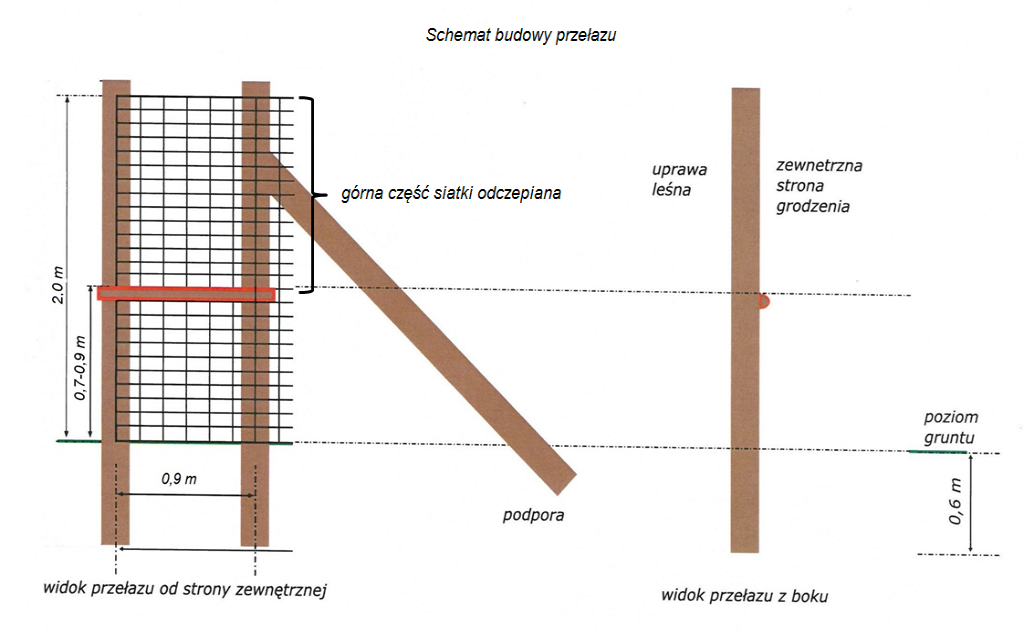 Schemat budowy przełazu
górna część siatki odczepiana
uprawa
leśna
zewnetrzna
strona
grodzenia
2.0 m
0,7-0,9 m
0,9 m
podpora
poziom
gruntu
0,6 m
widok przełazu od strony zewnętrznej
widok przełazu z boku